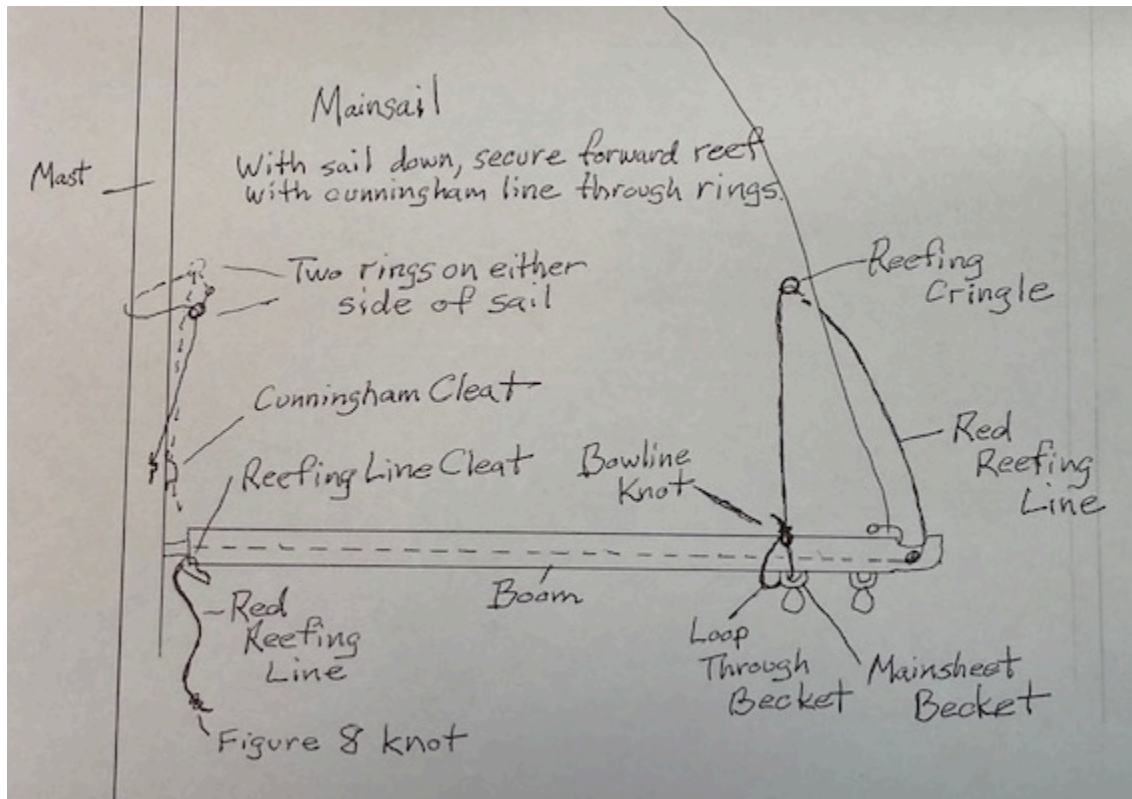 Mainsail
With sail down, secure forward reef
with cunningham line through rings.
Mast
Two rings on either
side of sail
Reefing
Cringle
Cunningham Cleat
Reefing Line Cleat
Bowline
Knot
Red
Reefing
Line
Boom
Red
Reefing
Line
Loop
Through
Becket
Mainsheet
Becket
Figure 8 knot